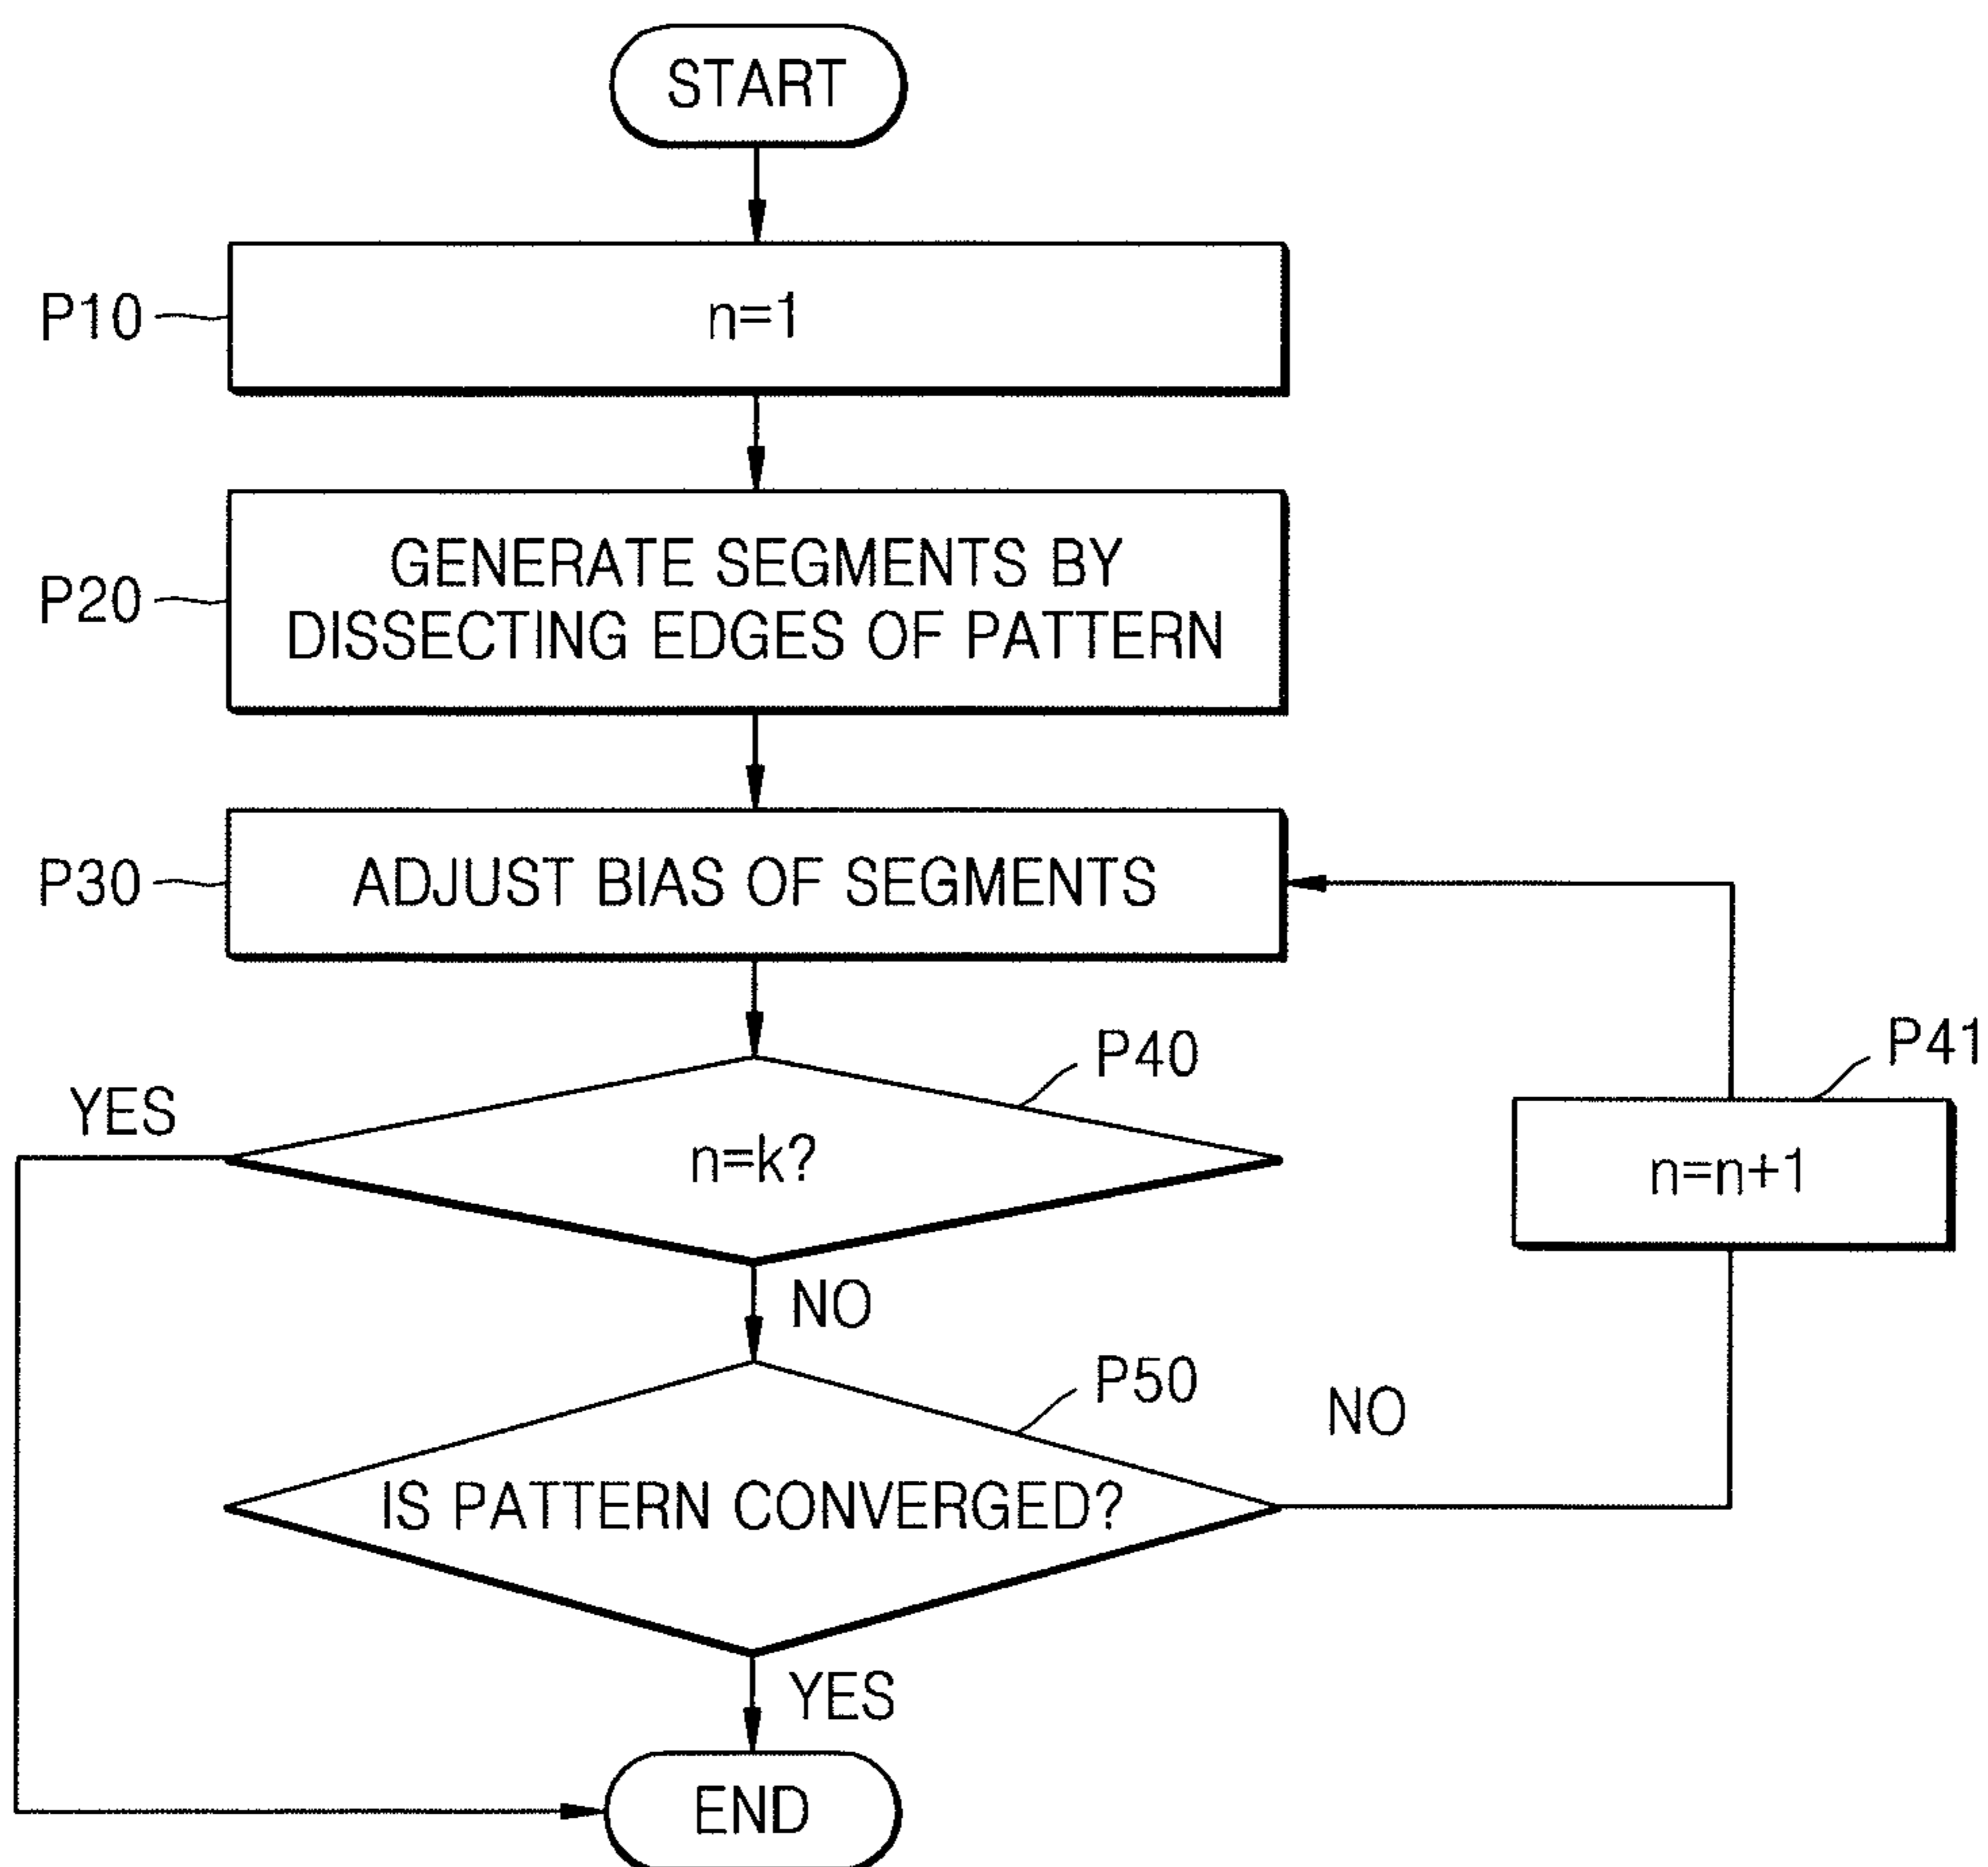 START
P10
n=1
P20
GENERATE SEGMENTS BY
DISSECTING EDGES OF PATTERN
P30
ADJUST BIAS OF SEGMENTS
P40
P41
YES
n=k?
n=n+1
NO
P50
NO
IS PATTERN CONVERGED?
YES
END